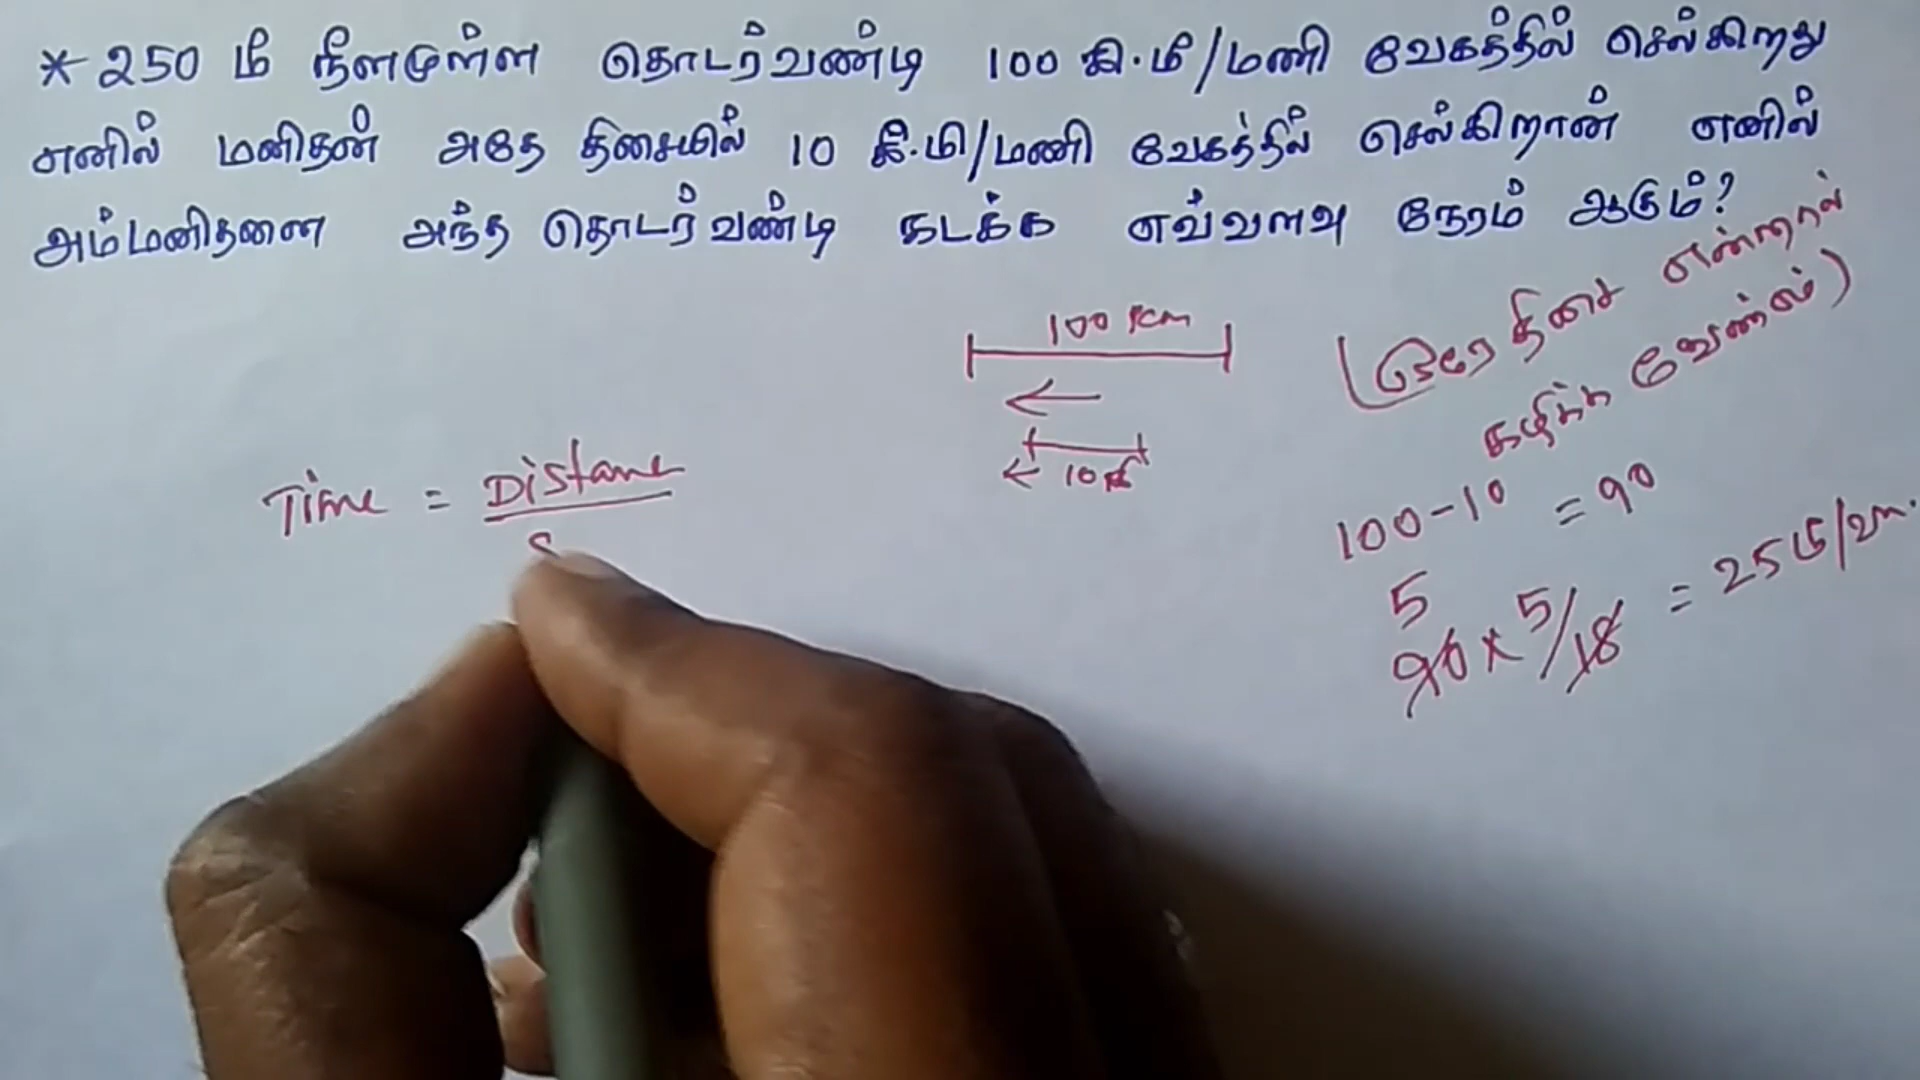 * 250 மீ நீளமுள்ள தொடர்வண்டி 100 கி.மீ/மணி வேகத்தில் செல்கிறது
எனில் மனிதன் அதே திசையில் 10 கி.மி/மணி வேகத்தில் செல்கிறான் எனில்
அம்மனிதனை அந்த தொடர்வண்டி கடக்க எவ்வளவு நேரம் ஆகும்?
(ஒரே திசை என்றால்
கழிக்க வேண்டும்)
100 km
←
← 10
Time = Distance
S
100-10 = 90
5
90 x 5/18 = 25 மீ/வி.